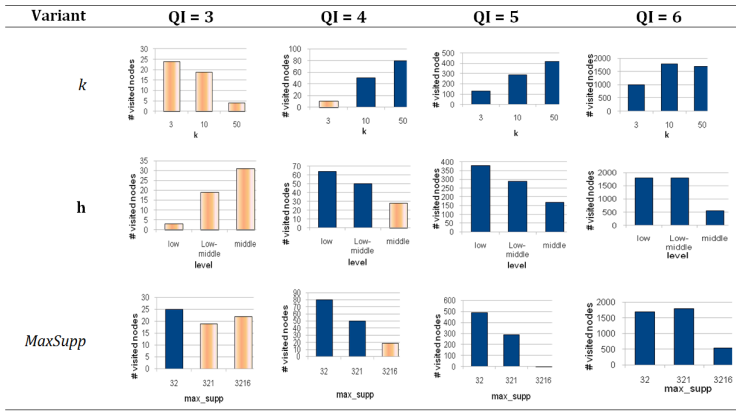 Variant QI = 3 QI = 4 QI = 5 QI = 6
k
# visited nodes
30
25
20
15
10
5
0
3 10 50
k
# visited nodes
100
80
60
40
20
0
3 10 50
k
# visited node
500
400
300
200
100
0
3 10 50
k
# visited nodes
2000
1500
1000
500
0
3 10 50
k
h
# visited nodes
35
30
25
20
15
10
5
0
low Low- middle
middle
level
# visited nodes
70
60
50
40
30
20
10
0
low Low- middle
middle
level
# visited nodes
400
350
300
250
200
150
100
50
0
low Low- middle
middle
level
# visited nodes
2000
1500
1000
500
0
low Low- middle
middle
level
MaxSupp
# visited nodes
30
25
20
15
10
5
0
32 321 3216
max_supp
# visited nodes
90
80
70
60
50
40
30
20
10
0
32 321 3216
max_supp
# visited nodes
600
500
400
300
200
100
0
32 321 3216
max_supp
# visited nodes
2000
1500
1000
500
0
32 321 3216
max_supp